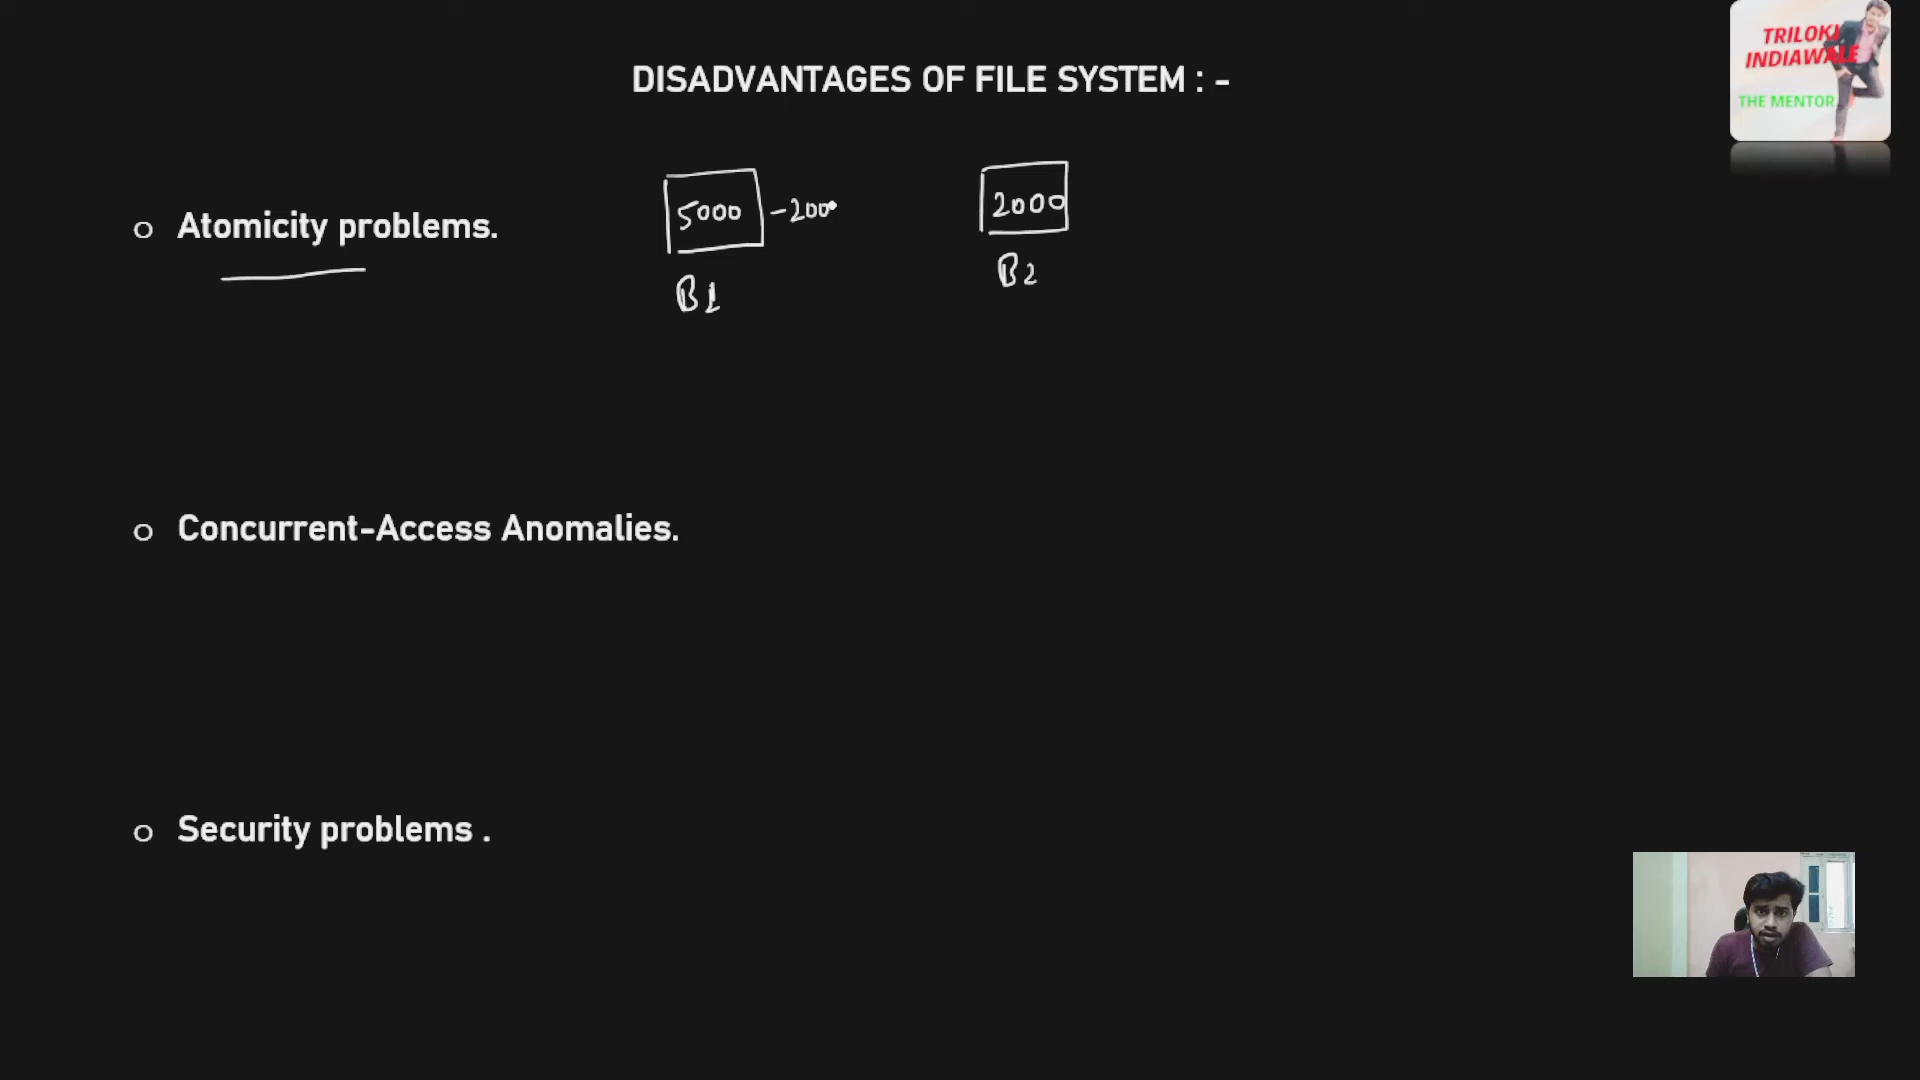 DISADVANTAGES OF FILE SYSTEM : -
TRILOKI
INDIAWALE
THE MENTOR
o Atomicity problems.
5000 -2000
2000
B1
B2
o Concurrent-Access Anomalies.
o Security problems .